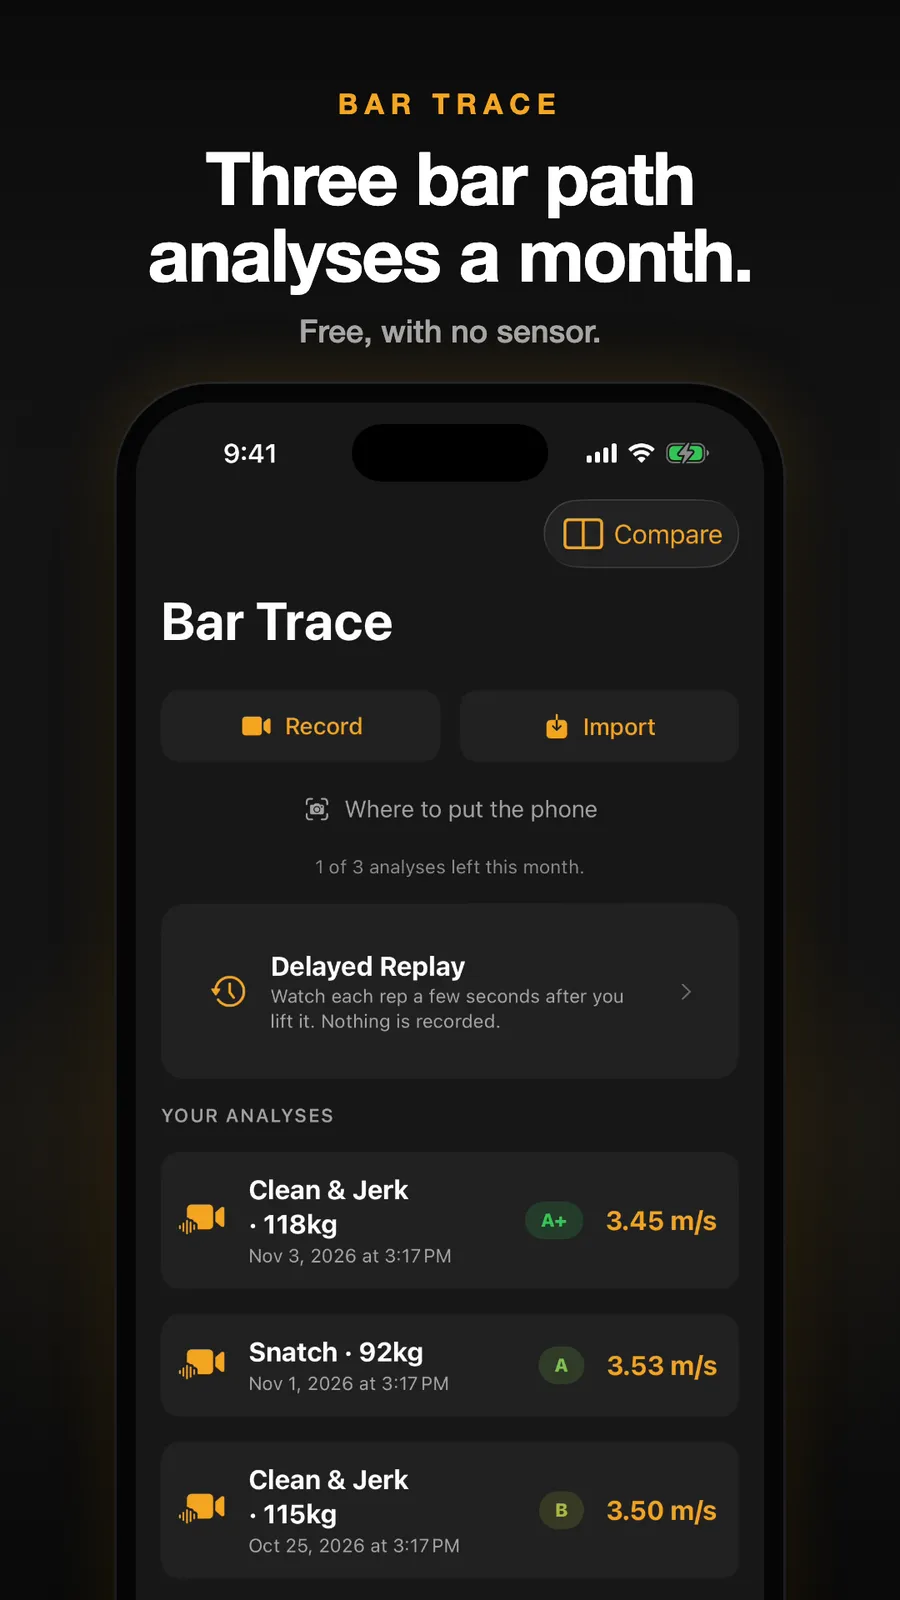 BAR TRACE
Three bar path
analyses a month.
Free, with no sensor.
9:41
Compare
Bar Trace
Record
Import
Where to put the phone
1 of 3 analyses left this month.
Delayed Replay
Watch each rep a few seconds after you
lift it. Nothing is recorded.
YOUR ANALYSES
Clean & Jerk
· 118kg
A+
3.45 m/s
Nov 3, 2026 at 3:17 PM
Snatch · 92kg
A
3.53 m/s
Nov 1, 2026 at 3:17 PM
Clean & Jerk
· 115kg
B
3.50 m/s
Oct 25, 2026 at 3:17 PM